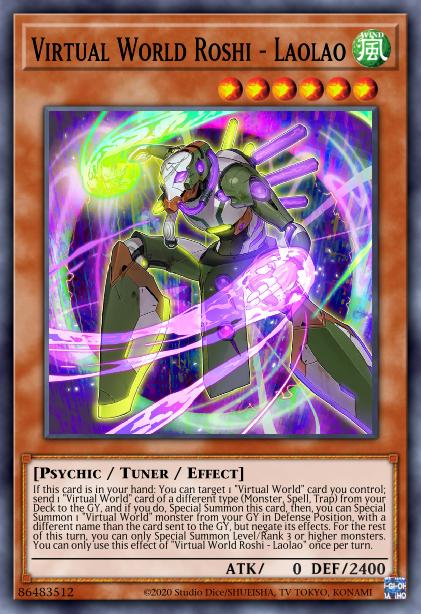 Virtual World Roshi - Laolao
WIND
風
[Psychic / Tuner / Effect]
If this card is in your hand: You can target 1 "Virtual World" card you control;
send 1 "Virtual World" card of a different type (Monster, Spell, Trap) from your
Deck to the GY, and if you do, Special Summon this card, then, you can Special
Summon 1 "Virtual World" monster from your GY in Defense Position, with a
different name than the card sent to the GY, but negate its effects. For the rest
of this turn, you can only Special Summon Level/Rank 3 or higher monsters.
You can only use this effect of "Virtual World Roshi - Laolao" once per turn.
ATK/ 0 DEF/2400
86483512
©2020 Studio Dice/SHUEISHA, TV TOKYO, KONAMI